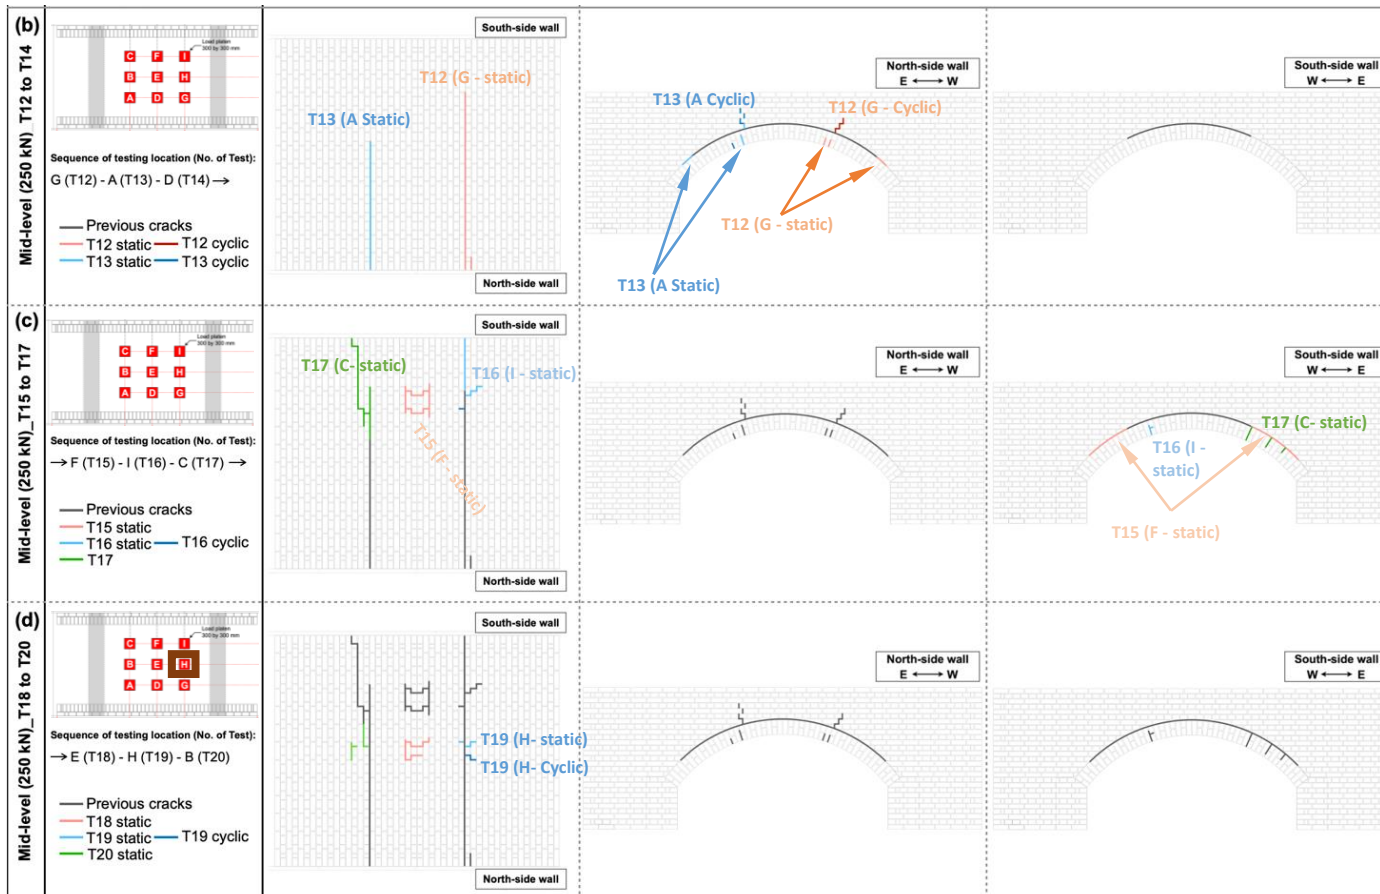 (b)
Mid-level (250 kN)_T12 to T14
Load platen
300 by 300 mm
C F I
B E H
A D G
Sequence of testing location (No. of Test):
G (T12) - A (T13) - D (T14) →
Previous cracks
T12 static T12 cyclic
T13 static T13 cyclic
South-side wall
T12 (G - static)
T13 (A Static)
North-side wall
North-side wall
E ⟷ W
T13 (A Cyclic)
T12 (G - Cyclic)
T12 (G - static)
T13 (A Static)
South-side wall
W ⟷ E
(c)
Mid-level (250 kN)_T15 to T17
Load platen
300 by 300 mm
C F I
B E H
A D G
Sequence of testing location (No. of Test):
→ F (T15) - I (T16) - C (T17) →
Previous cracks
T15 static
T16 static T16 cyclic
T17
South-side wall
T17 (C- static)
T16 (I - static)
T15 (F - static)
North-side wall
North-side wall
E ⟷ W
South-side wall
W ⟷ E
T17 (C- static)
T16 (I -
static)
T15 (F - static)
(d)
Mid-level (250 kN)_T18 to T20
Load platen
300 by 300 mm
C F I
B E H
A D G
Sequence of testing location (No. of Test):
→ E (T18) - H (T19) - B (T20)
Previous cracks
T18 static
T19 static T19 cyclic
T20 static
South-side wall
T19 (H- static)
T19 (H- Cyclic)
North-side wall
North-side wall
E ⟷ W
South-side wall
W ⟷ E